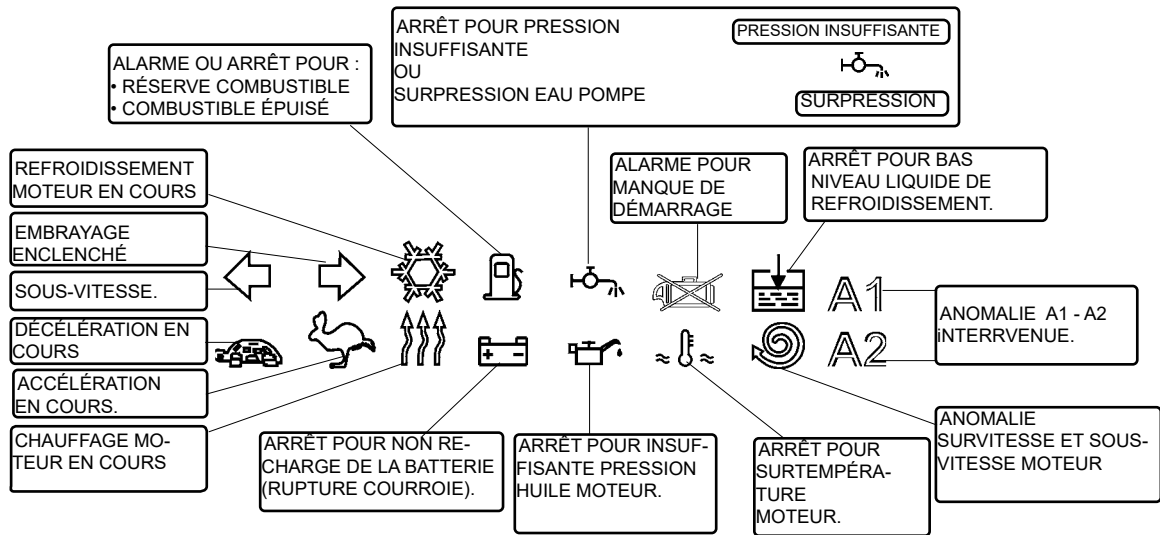 ARRÊT POUR PRESSION
INSUFFISANTE
OU
SURPRESSION EAU POMPE
PRESSION INSUFFISANTE
SURPRESSION
ALARME OU ARRÊT POUR :
• RÉSERVE COMBUSTIBLE
• COMBUSTIBLE ÉPUISÉ
REFROIDISSEMENT
MOTEUR EN COURS
ALARME POUR
MANQUE DE
DÉMARRAGE
ARRÊT POUR BAS
NIVEAU LIQUIDE DE
REFROIDISSEMENT.
EMBRAYAGE
ENCLENCHÉ
SOUS-VITESSE.
DÉCÉLÉRATION EN
COURS
ACCÉLÉRATION
EN COURS.
CHAUFFAGE MO-
TEUR EN COURS
A1
A2
ANOMALIE A1 - A2
iNTERRVENUE.
ARRÊT POUR NON RE-
CHARGE DE LA BATTERIE
(RUPTURE COURROIE).
ARRÊT POUR INSUF-
FISANTE PRESSION
HUILE MOTEUR.
ARRÊT POUR
SURTEMPÉRA-
TURE
MOTEUR.
ANOMALIE
SURVITESSE ET SOUS-
VITESSE MOTEUR